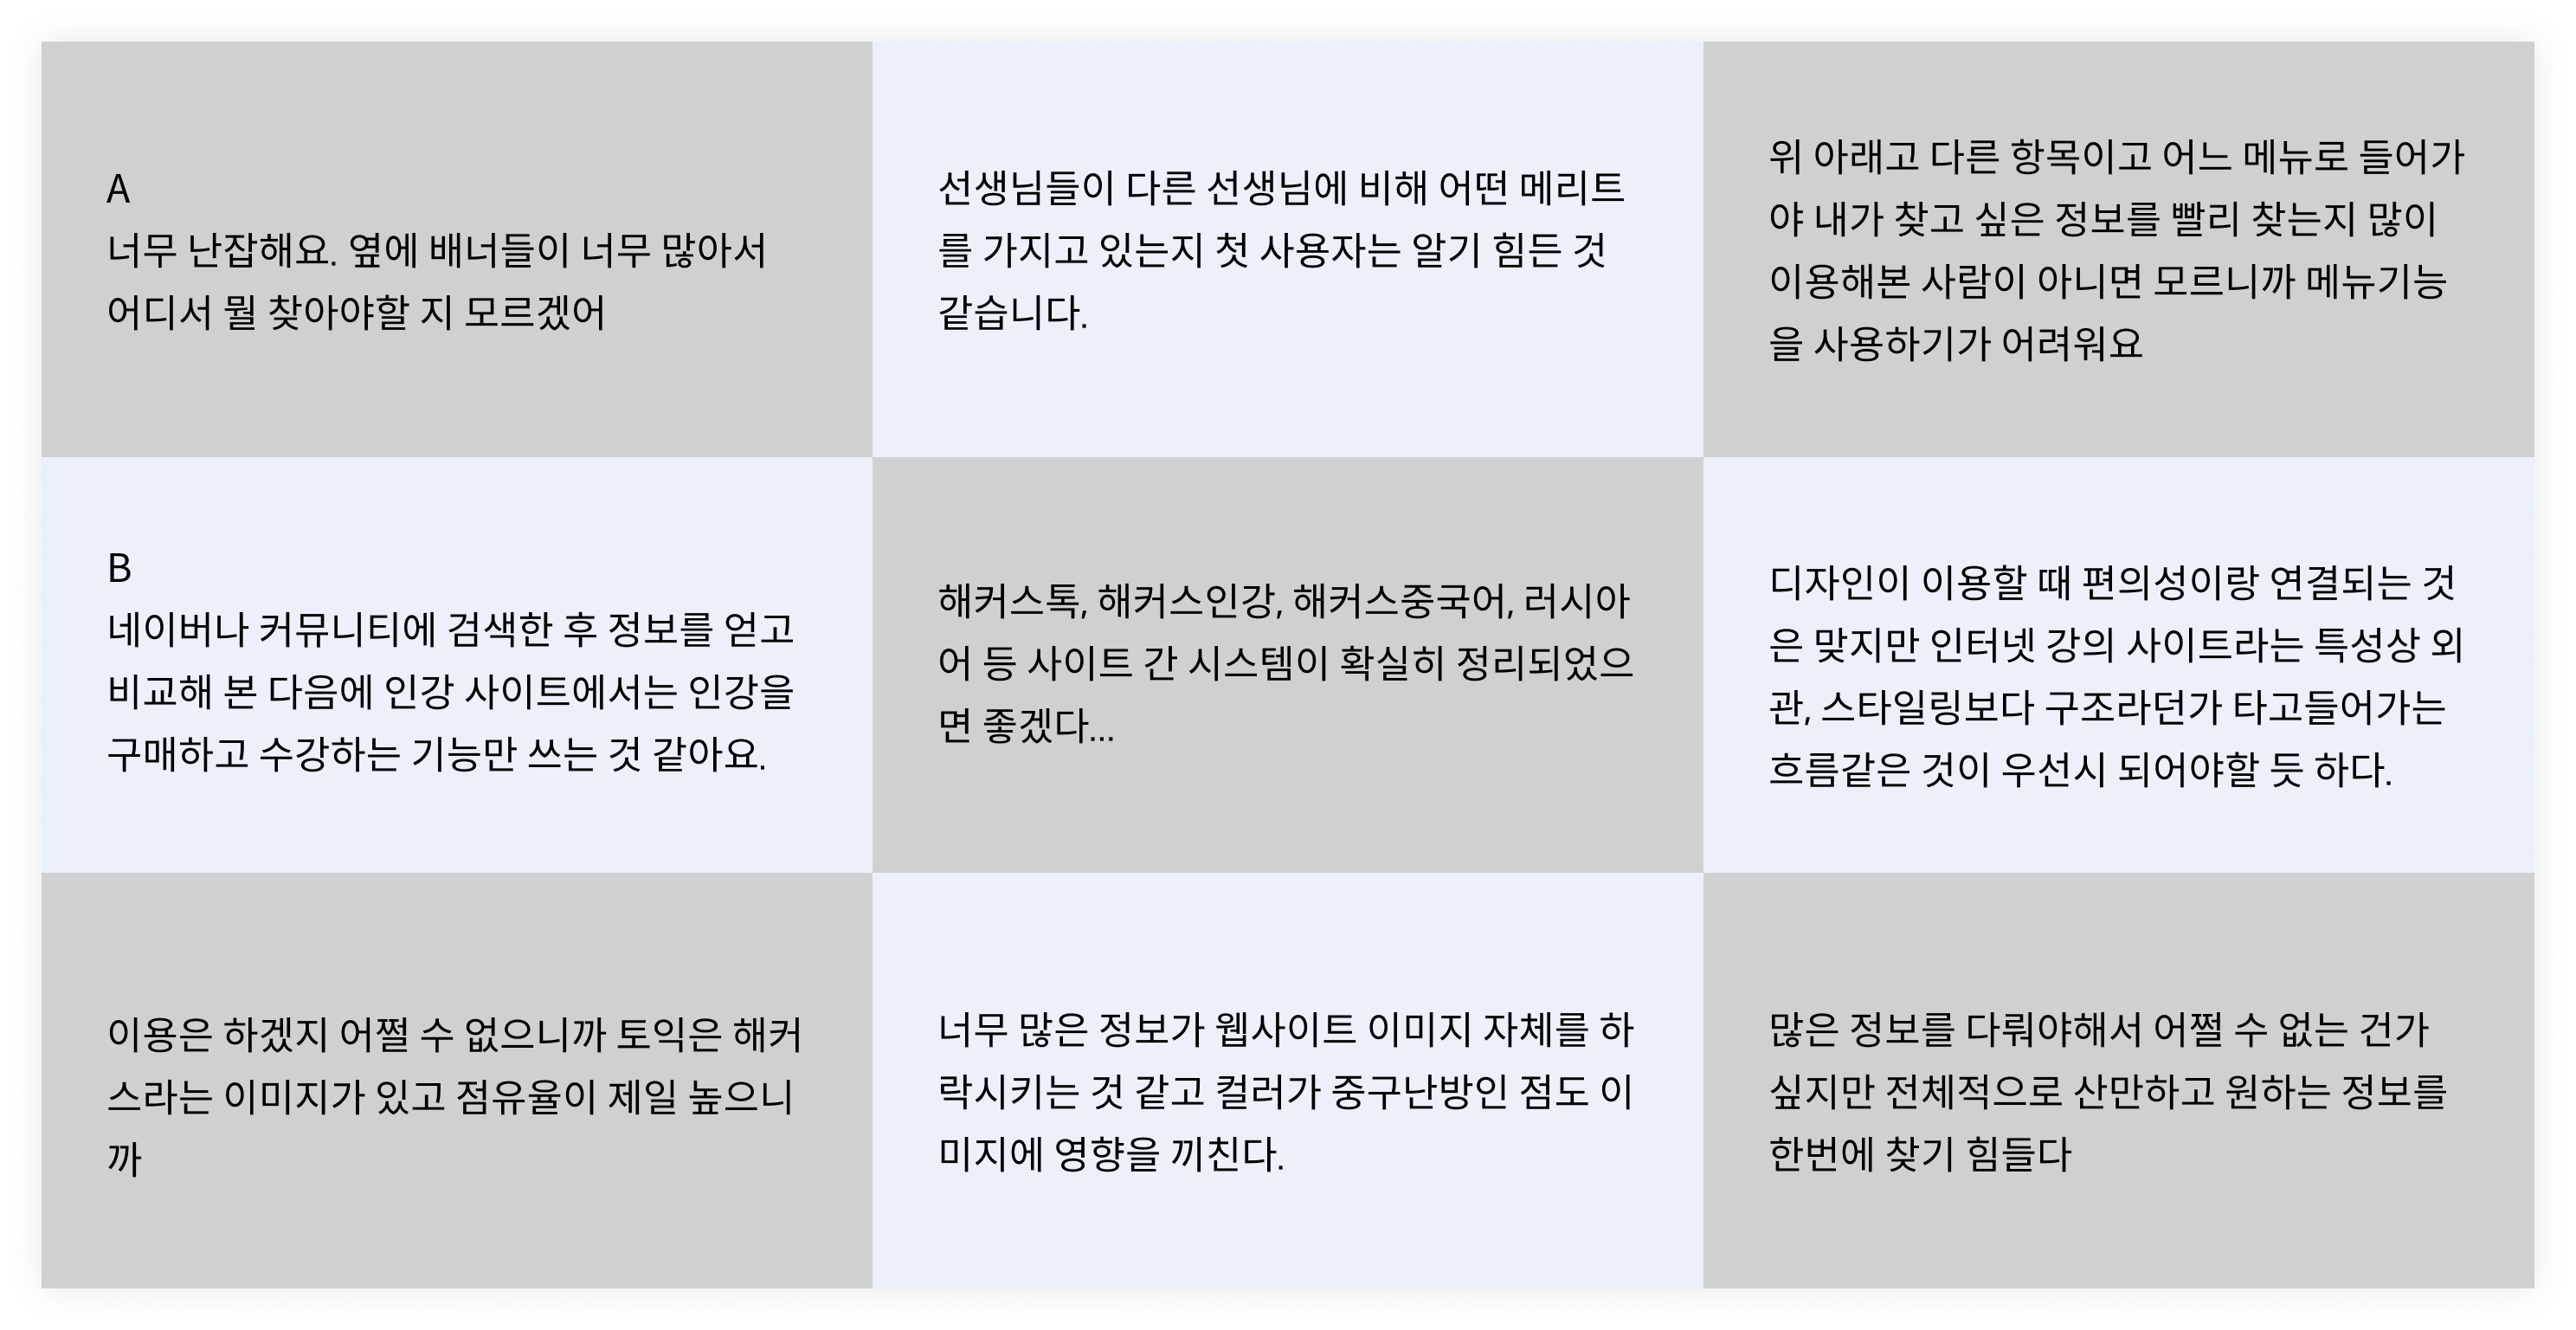 A
너무 난잡해요. 옆에 배너들이 너무 많아서
어디서 뭘 찾아야할 지 모르겠어
선생님들이 다른 선생님에 비해 어떤 메리트
를 가지고 있는지 첫 사용자는 알기 힘든 것
같습니다.
위 아래고 다른 항목이고 어느 메뉴로 들어가
야 내가 찾고 싶은 정보를 빨리 찾는지 많이
이용해본 사람이 아니면 모르니까 메뉴기능
을 사용하기가 어려워요
B
네이버나 커뮤니티에 검색한 후 정보를 얻고
비교해 본 다음에 인강 사이트에서는 인강을
구매하고 수강하는 기능만 쓰는 것 같아요.
해커스톡, 해커스인강, 해커스중국어, 러시아
어 등 사이트 간 시스템이 확실히 정리되었으
면 좋겠다...
디자인이 이용할 때 편의성이랑 연결되는 것
은 맞지만 인터넷 강의 사이트라는 특성상 외
관, 스타일링보다 구조라던가 타고들어가는
흐름같은 것이 우선시 되어야할 듯 하다.
이용은 하겠지 어쩔 수 없으니까 토익은 해커
스라는 이미지가 있고 점유율이 제일 높으니
까
너무 많은 정보가 웹사이트 이미지 자체를 하
락시키는 것 같고 컬러가 중구난방인 점도 이
미지에 영향을 끼친다.
많은 정보를 다뤄야해서 어쩔 수 없는 건가
싶지만 전체적으로 산만하고 원하는 정보를
한번에 찾기 힘들다